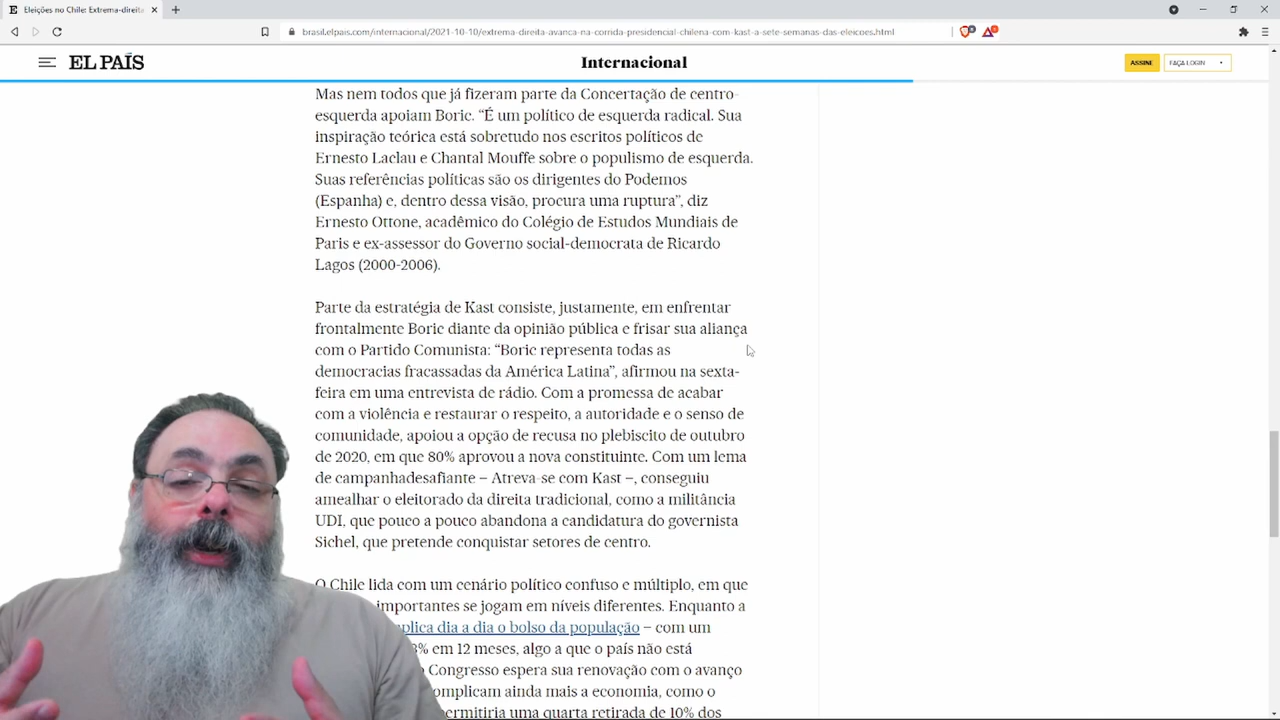 Eleições no Chile: Extrema-direita
brasil.elpais.com/internacional/2021-10-10/extrema-direita-avanca-na-corrida-presidencial-chilena-com-kast-a-sete-semanas-das-eleicoes.html
EL PAÍS
Internacional
ASSINE
FAÇA LOGIN
Mas nem todos que já fizeram parte da Concertação de centro-
esquerda apoiam Boric. “É um político de esquerda radical. Sua
inspiração teórica está sobretudo nos escritos políticos de
Ernesto Laclau e Chantal Mouffe sobre o populismo de esquerda.
Suas referências políticas são os dirigentes do Podemos
(Espanha) e, dentro dessa visão, procura uma ruptura”, diz
Ernesto Ottone, acadêmico do Colégio de Estudos Mundiais de
Paris e ex-assessor do Governo social-democrata de Ricardo
Lagos (2000-2006).
Parte da estratégia de Kast consiste, justamente, em enfrentar
frontalmente Boric diante da opinião pública e frisar sua aliança
com o Partido Comunista: “Boric representa todas as
democracias fracassadas da América Latina”, afirmou na sexta-
feira em uma entrevista de rádio. Com a promessa de acabar
com a violência e restaurar o respeito, a autoridade e o senso de
comunidade, apoiou a opção de recusa no plebiscito de outubro
de 2020, em que 80% aprovou a nova constituinte. Com um lema
de campanhadesafiante – Atreva-se com Kast –, conseguiu
amealhar o eleitorado da direita tradicional, como a militância
UDI, que pouco a pouco abandona a candidatura do governista
Sichel, que pretende conquistar setores de centro.
O Chile lida com um cenário político confuso e múltiplo, em que
importantes se jogam em níveis diferentes. Enquanto a
plica dia a dia o bolso da população – com um
% em 12 meses, algo a que o país não está
Congresso espera sua renovação com o avanço
omplicam ainda mais a economia, como o
ermitiria uma quarta retirada de 10% dos